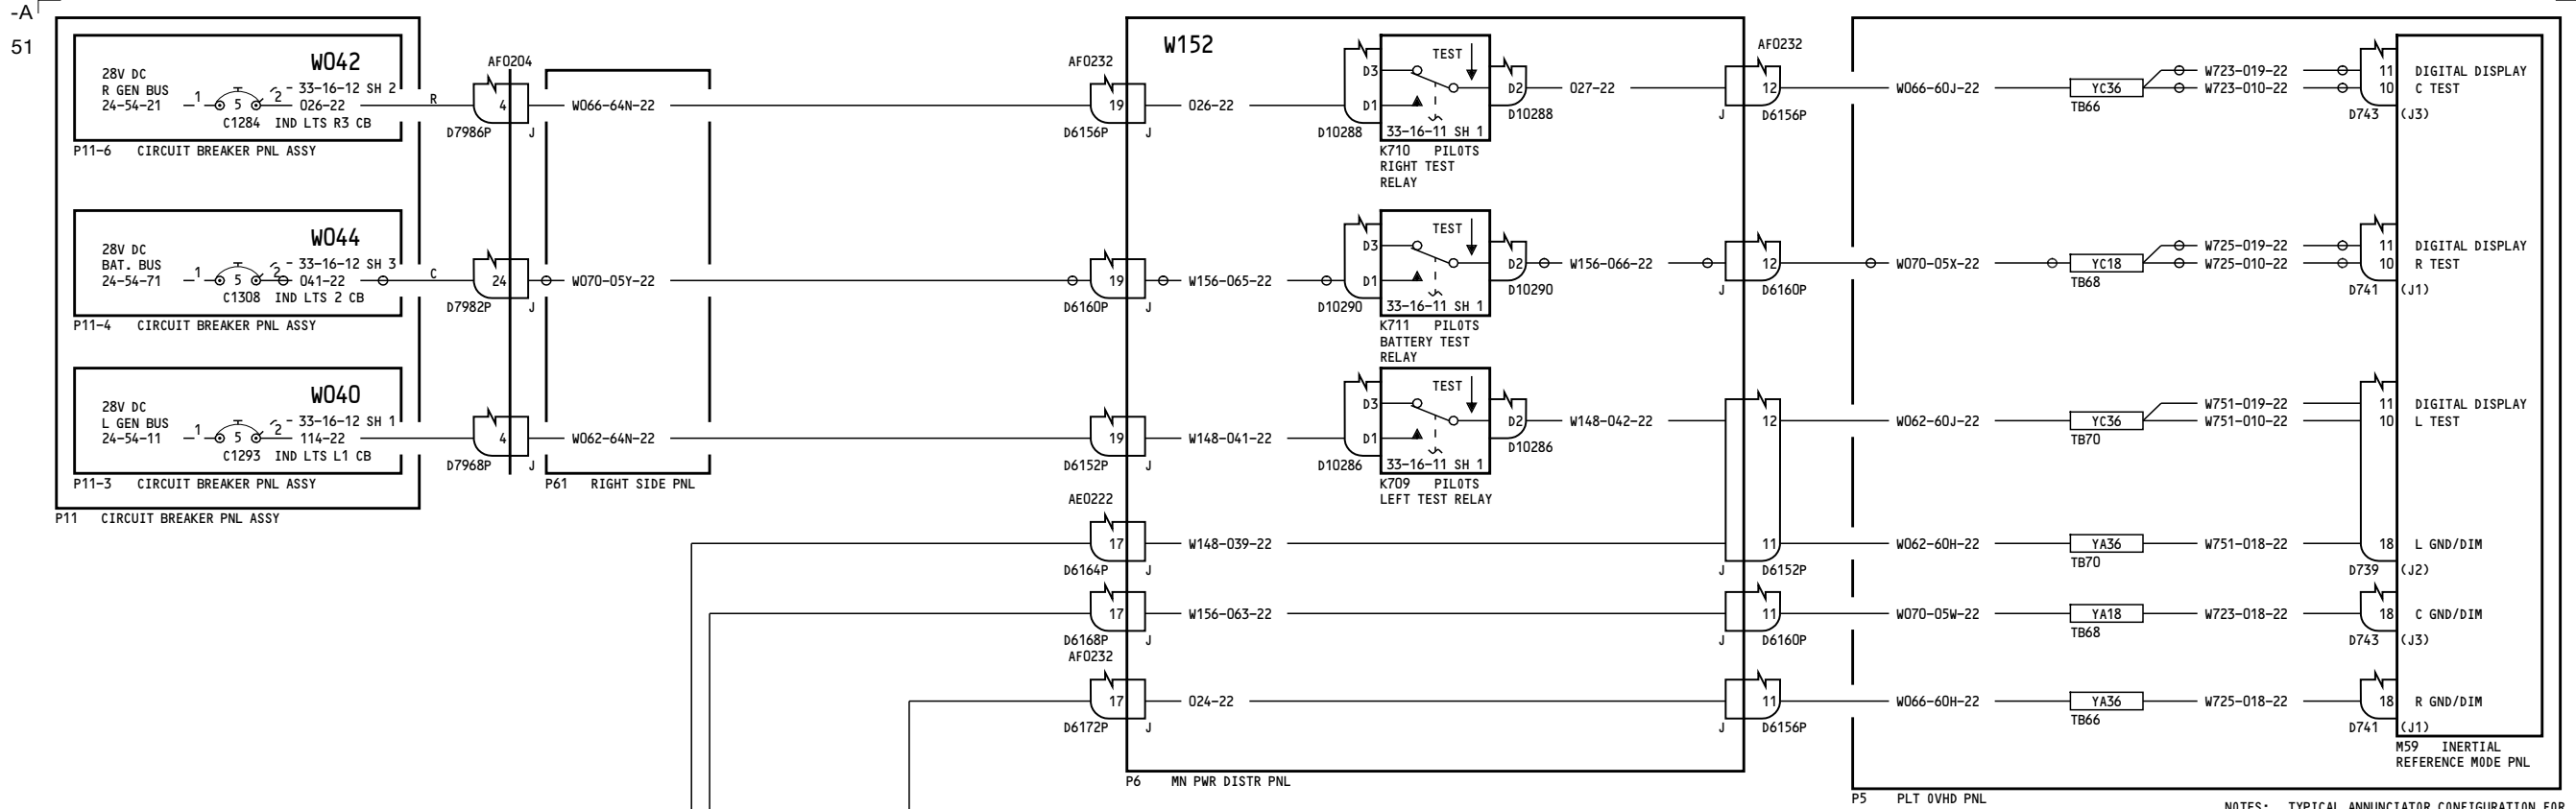 -A
51
W042
28V DC
R GEN BUS
24-54-21
1
5
2
33-16-12 SH 2
026-22
C1284 IND LTS R3 CB
P11-6 CIRCUIT BREAKER PNL ASSY
R
AF0204
4
D7986P
J
W066-64N-22
AF0232
19
D6156P
J
W152
026-22
D3
D1
D10288
TEST
33-16-11 SH 1
K710 PILOTS
RIGHT TEST
RELAY
D2
D10288
027-22
AF0232
12
D6156P
W066-60J-22
YC36
TB66
W723-019-22
W723-010-22
11
10
D743
(J3)
DIGITAL DISPLAY
C TEST
W044
28V DC
BAT. BUS
24-54-71
1
5
2
33-16-12 SH 3
041-22
C1308 IND LTS 2 CB
P11-4 CIRCUIT BREAKER PNL ASSY
C
24
D7982P
J
W070-05Y-22
19
D6160P
J
W156-065-22
D3
D1
D10290
TEST
33-16-11 SH 1
K711 PILOTS
BATTERY TEST
RELAY
D2
D10290
W156-066-22
12
J
D6160P
W070-05X-22
YC18
TB68
W725-019-22
W725-010-22
11
10
D741
(J1)
DIGITAL DISPLAY
R TEST
W040
28V DC
L GEN BUS
24-54-11
1
5
2
33-16-12 SH 1
114-22
C1293 IND LTS L1 CB
P11-3 CIRCUIT BREAKER PNL ASSY
P11 CIRCUIT BREAKER PNL ASSY
4
D7968P
J
W062-64N-22
P61 RIGHT SIDE PNL
19
D6152P
J
W148-041-22
D3
D1
D10286
TEST
33-16-11 SH 1
K709 PILOTS
LEFT TEST RELAY
D2
D10286
W148-042-22
12
W062-60J-22
YC36
TB70
W751-019-22
W751-010-22
11
10
DIGITAL DISPLAY
L TEST
AE0222
17
D6164P
J
W148-039-22
11
J
D6152P
W062-60H-22
YA36
TB70
W751-018-22
18
D739
(J2)
L GND/DIM
17
D6168P
J
W156-063-22
11
J
D6160P
W070-05W-22
YA18
TB68
W723-018-22
18
D743
(J3)
C GND/DIM
AF0232
17
D6172P
J
024-22
11
J
D6156P
W066-60H-22
YA36
TB66
W725-018-22
18
D741
(J1)
R GND/DIM
M59 INERTIAL
REFERENCE MODE PNL
P6 MN PWR DISTR PNL
P5 PLT OVHD PNL
NOTES: TYPICAL ANNUNCIATOR CONFIGURATION FOR